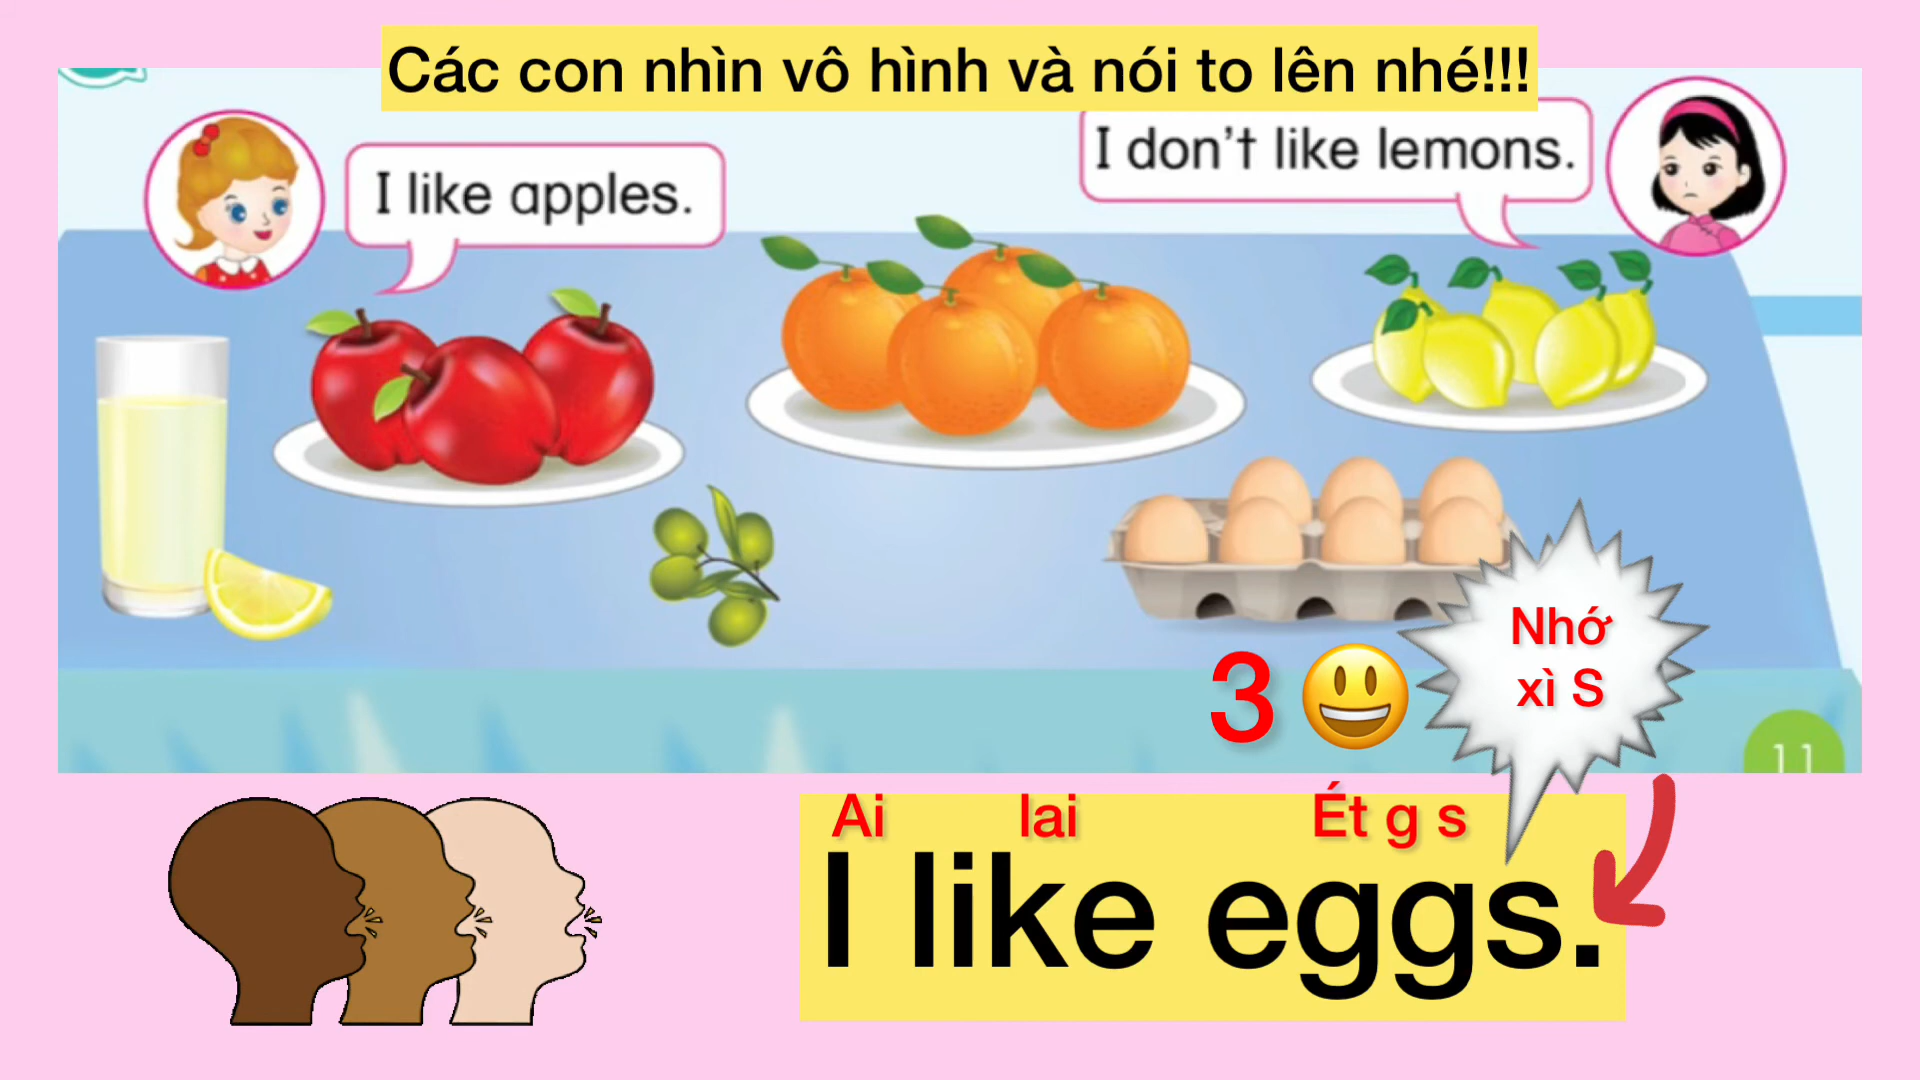 Các con nhìn vô hình và nói to lên nhé!!!
I like apples.
I don't like lemons.
3
Nhớ
xì S
11
Ai lai Ét g s
I like eggs.